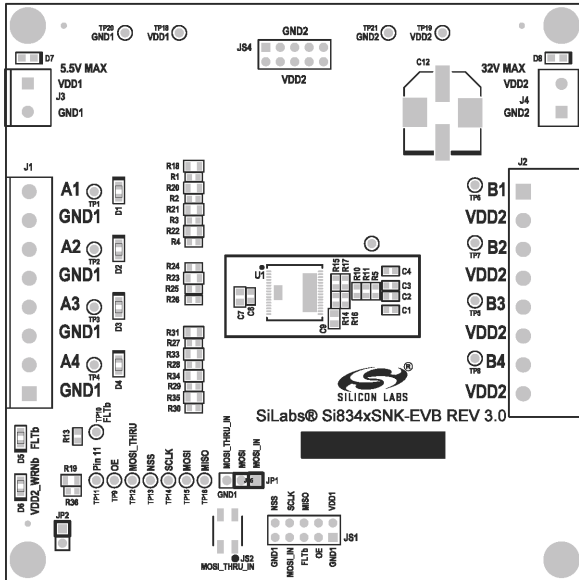 TP20 TP18 GND2 TP21 TP19
GND1 VDD1 JS4 GND2 VDD2
VDD2
D7 D8
5.5V MAX C12 32V MAX
VDD1 VDD2
J3 J4
GND1 GND2
J1 J2
A1 TP1 D1
GND1
A2 TP2 D2
GND1
A3 TP3 D3
GND1
A4 TP4 D4
GND1
R18
R1
R20
R2
R21
R3
R22
R4
R24
R23
R25
R26
R31
R27
R33
R28
R34
R29
R35
R30
U1
C7 C8
R15 R17
R10 R11 R5
C4
C3
C2
C1
C9 R14 R16
TP6 B1
VDD2
TP7 B2
VDD2
B3
VDD2
TP8 B4
VDD2
®
SILICON LABS
SiLabs® Si834xSNK-EVB REV 3.0
D5 FLTb
D6 VDD2_WRNb
R13
TP10 FLTb
R19
R36
JP2
TP11 Pin 11
TP9 OE
TP12 MOSI_THRU
TP13 NSS
TP14 SCLK
TP15 MOSI
TP16 MISO
MOSI_THRU_IN MOSI MOSI_IN
GND1 JP1
JS2
MOSI_THRU_IN
NSS SCLK MISO VDD1
JS1
GND1 MOSI_IN FLTb OE GND1